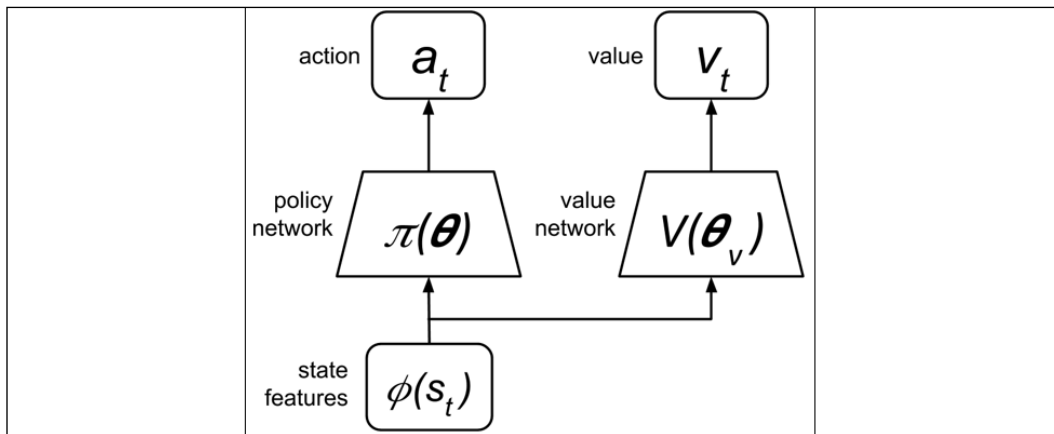 action
a_t
value
v_t
policy
network
π(θ)
value
network
V(θ_v)
state
features
ϕ(s_t)